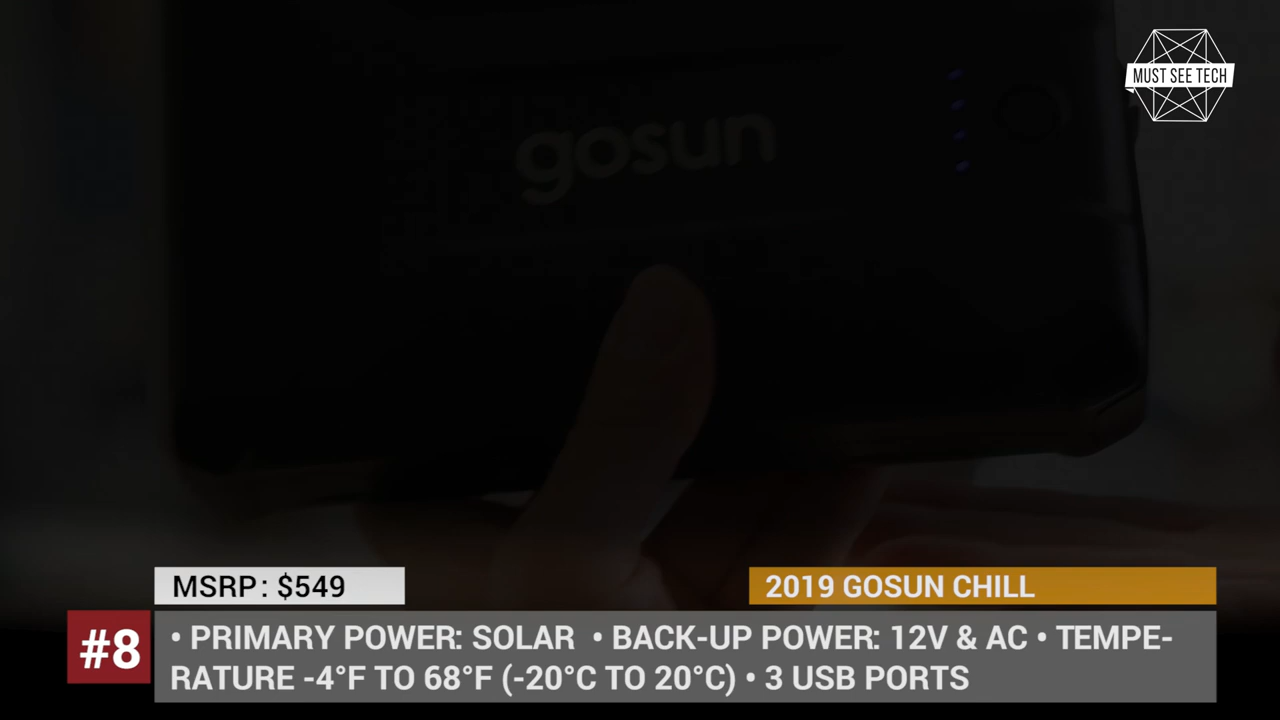 MUST SEE TECH
gosun
MSRP: $549
2019 GOSUN CHILL
#8
• PRIMARY POWER: SOLAR • BACK-UP POWER: 12V & AC • TEMPE-
RATURE -4°F TO 68°F (-20°C TO 20°C) • 3 USB PORTS